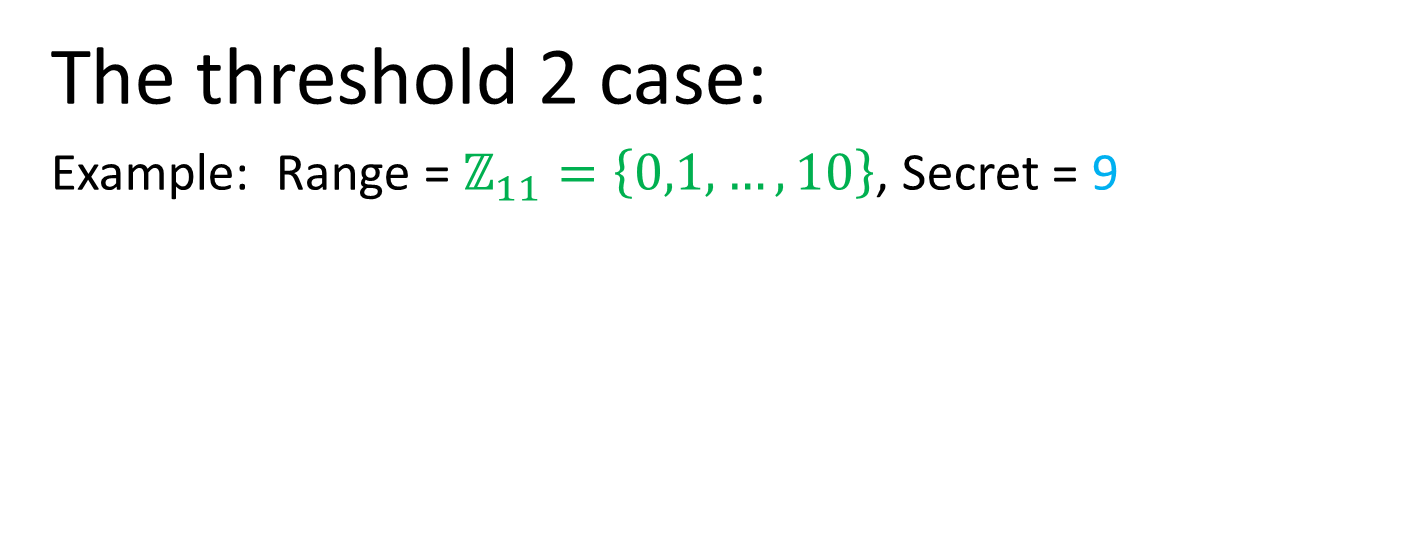 The threshold 2 case:
Example: Range = ℤ₁₁ = {0,1, … , 10}, Secret = 9